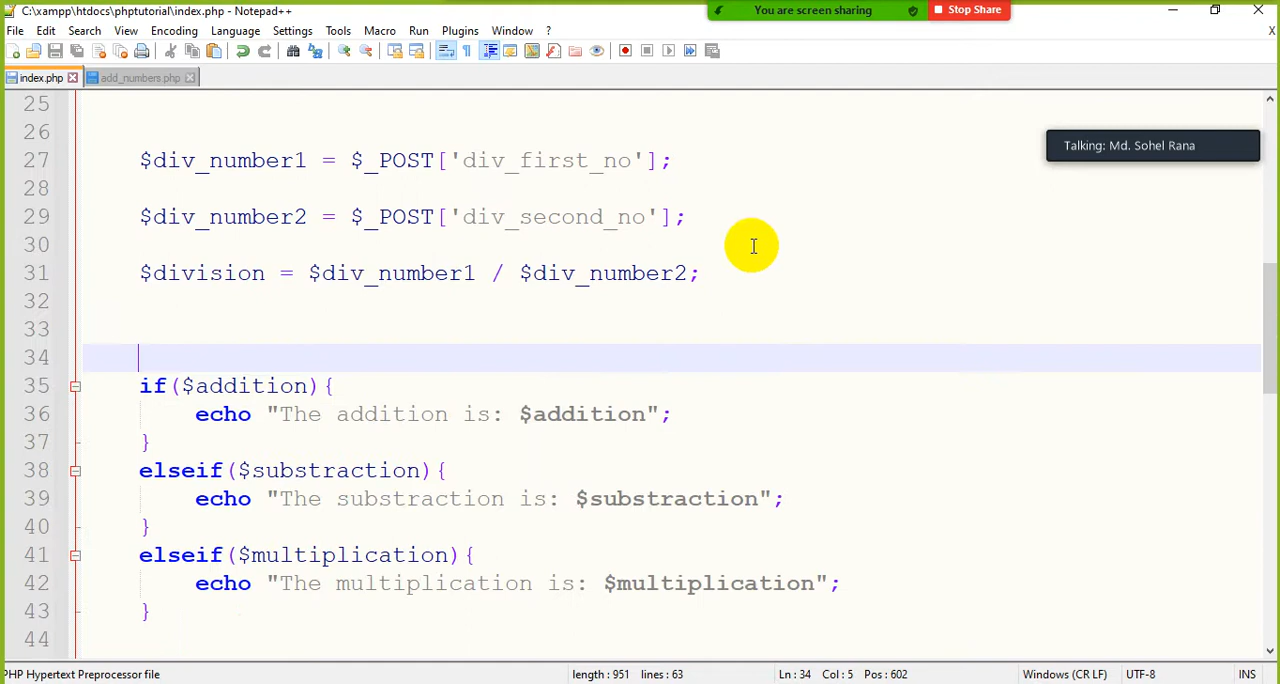 C:\xampp\htdocs\phptutorial\index.php - Notepad++
You are screen sharing
Stop Share
File Edit Search View Encoding Language Settings Tools Macro Run Plugins Window ? X
index.php add_numbers.php
Talking: Md. Sohel Rana
25
26
27 $div_number1 = $_POST['div_first_no'];
28
29 $div_number2 = $_POST['div_second_no'];
30
31 $division = $div_number1 / $div_number2;
32
33
34
35 if($addition){
36 echo "The addition is: $addition";
37 }
38 elseif($substraction){
39 echo "The substraction is: $substraction";
40 }
41 elseif($multiplication){
42 echo "The multiplication is: $multiplication";
43 }
44
PHP Hypertext Preprocessor file length : 951 lines : 63 Ln : 34 Col : 5 Pos : 602 Windows (CR LF) UTF-8 INS